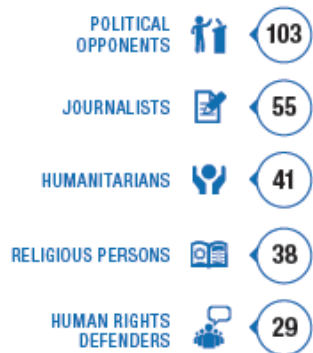 POLITICAL
OPPONENTS
103
JOURNALISTS
55
HUMANITARIANS
41
RELIGIOUS PERSONS
38
HUMAN RIGHTS
DEFENDERS
29